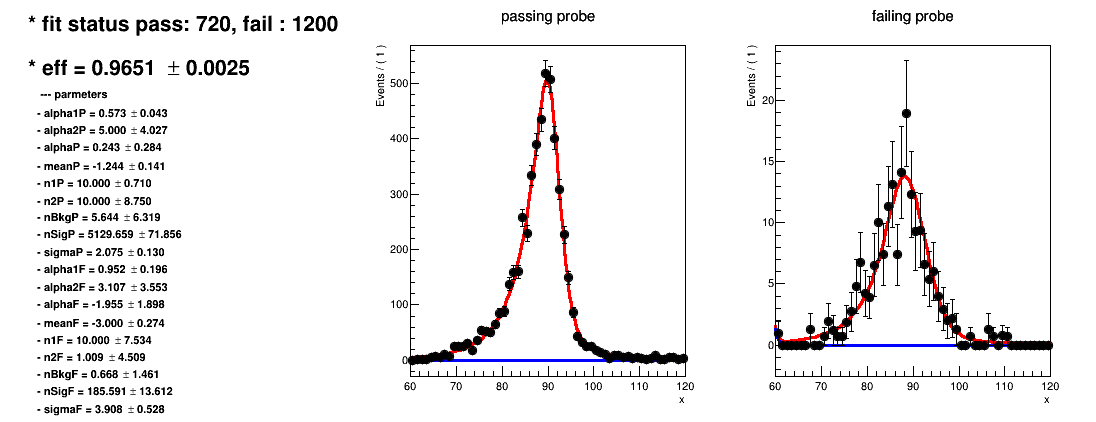 * fit status pass: 720, fail : 1200
* eff = 0.9651 ± 0.0025
--- parmeters
- alpha1P = 0.573 ± 0.043
- alpha2P = 5.000 ± 4.027
- alphaP = 0.243 ± 0.284
- meanP = -1.244 ± 0.141
- n1P = 10.000 ± 0.710
- n2P = 10.000 ± 8.750
- nBkgP = 5.644 ± 6.319
- nSigP = 5129.659 ± 71.856
- sigmaP = 2.075 ± 0.130
- alpha1F = 0.952 ± 0.196
- alpha2F = 3.107 ± 3.553
- alphaF = -1.955 ± 1.898
- meanF = -3.000 ± 0.274
- n1F = 10.000 ± 7.534
- n2F = 1.009 ± 4.509
- nBkgF = 0.668 ± 1.461
- nSigF = 185.591 ± 13.612
- sigmaF = 3.908 ± 0.528
passing probe
Events / ( 1 )
500
400
300
200
100
0
60 70 80 90 100 110 120
x
failing probe
Events / ( 1 )
20
15
10
5
0
60 70 80 90 100 110 120
x